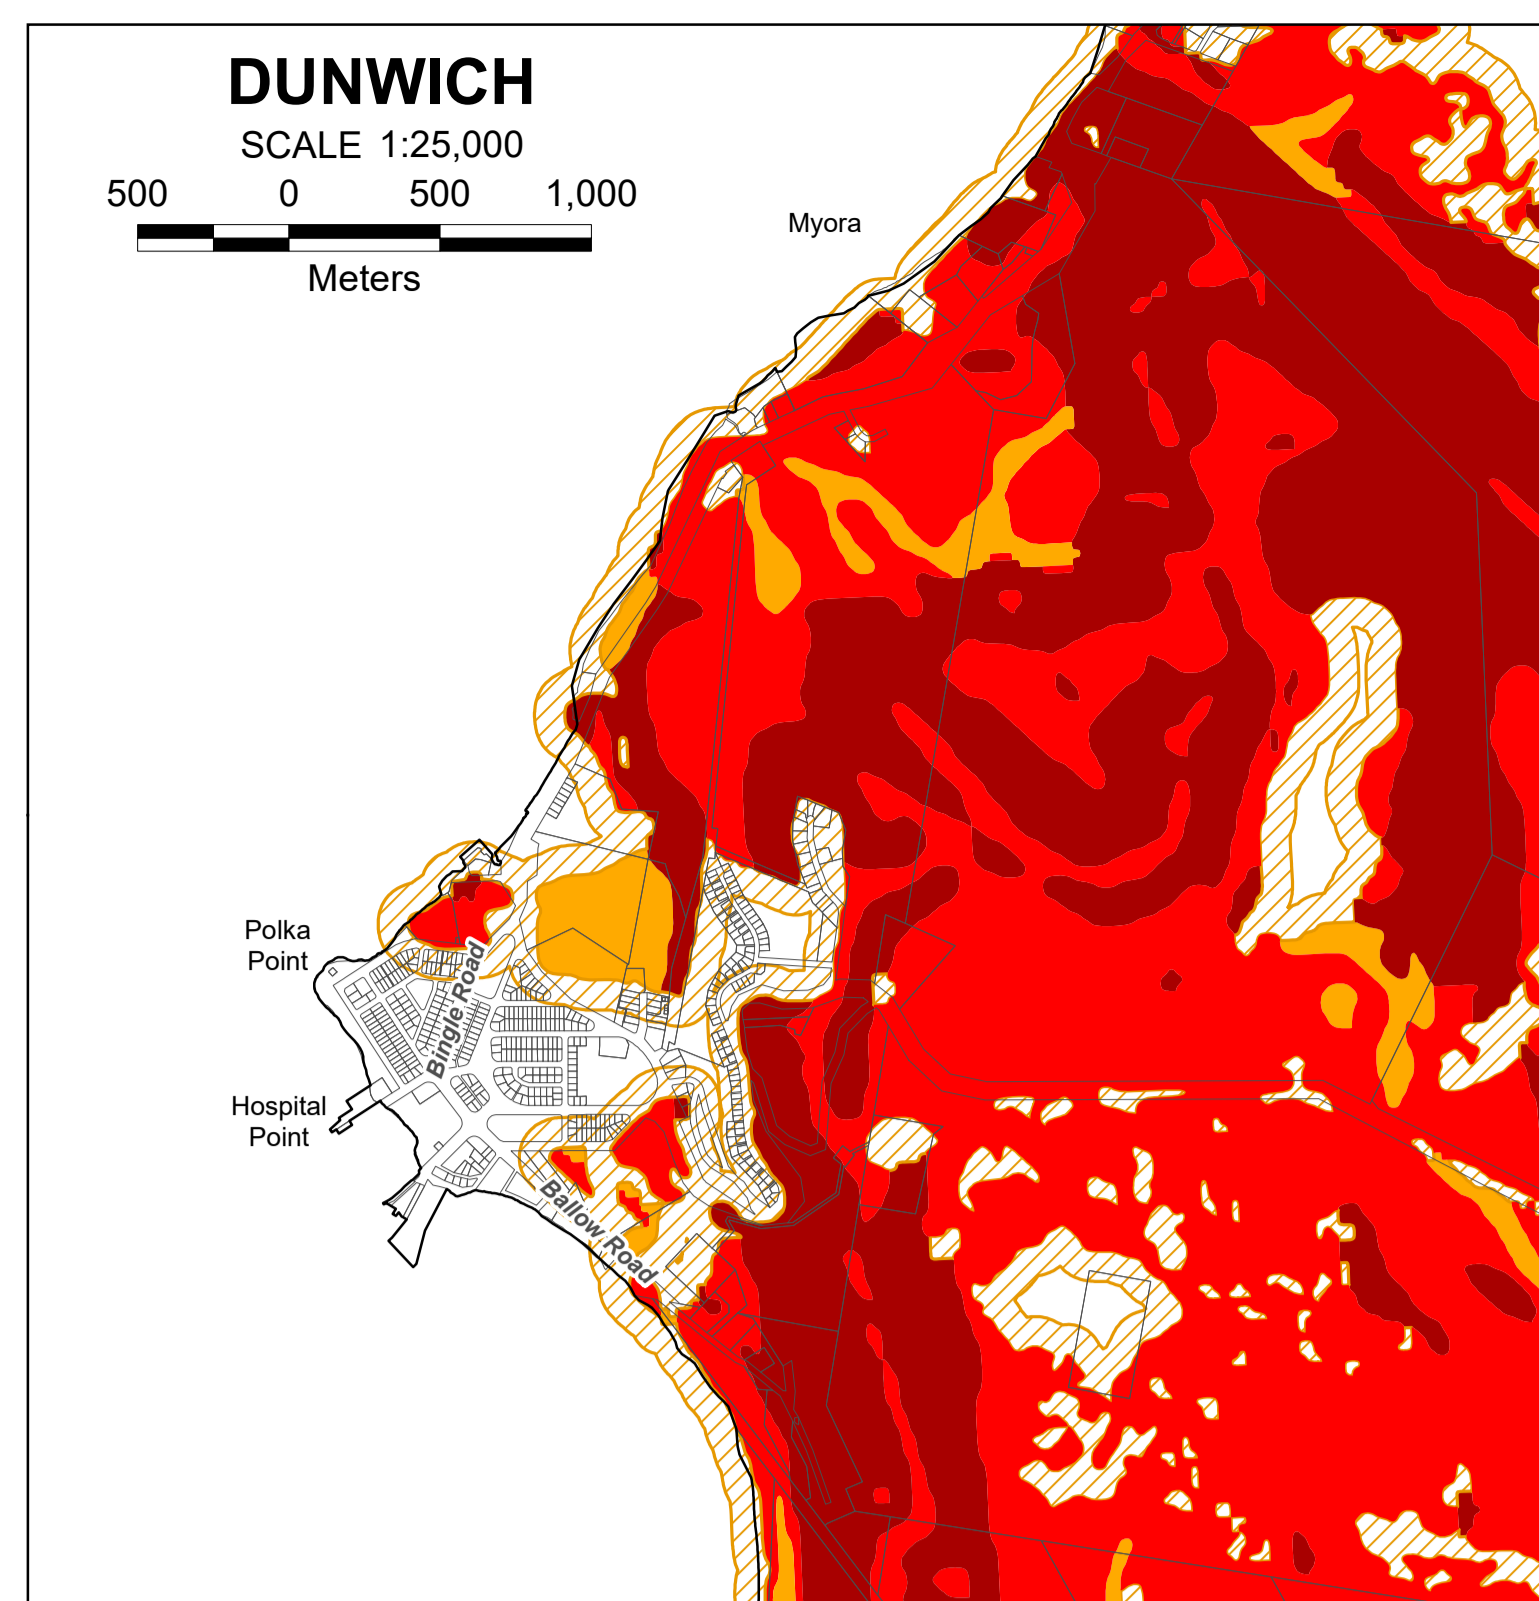 DUNWICH
SCALE 1:25,000
500 0 500 1,000
Meters
Myora
Polka
Point
Bingle Road
Hospital
Point
Ballow Road